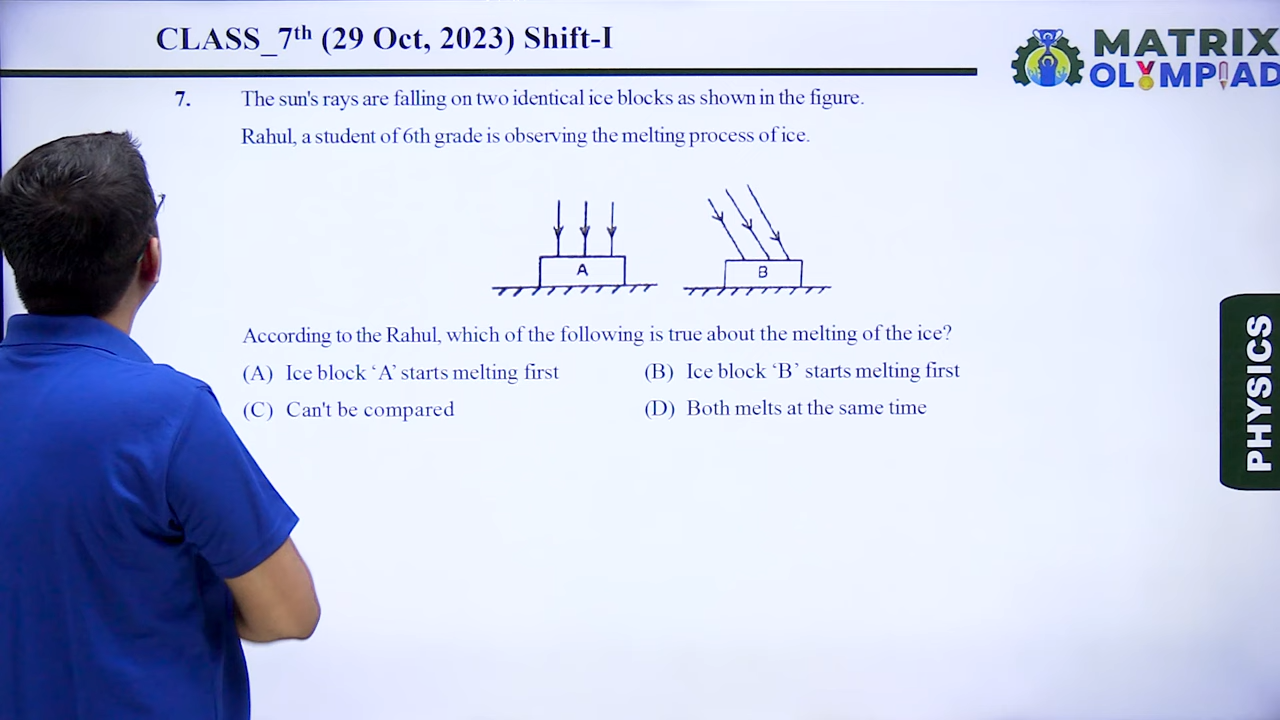 CLASS_7th (29 Oct, 2023) Shift-I
MATRIX
OLYMPIAD
7. The sun's rays are falling on two identical ice blocks as shown in the figure.
Rahul, a student of 6th grade is observing the melting process of ice.
A B
According to the Rahul, which of the following is true about the melting of the ice?
(A) Ice block ‘A’ starts melting first (B) Ice block ‘B’ starts melting first
(C) Can't be compared (D) Both melts at the same time
PHYSICS